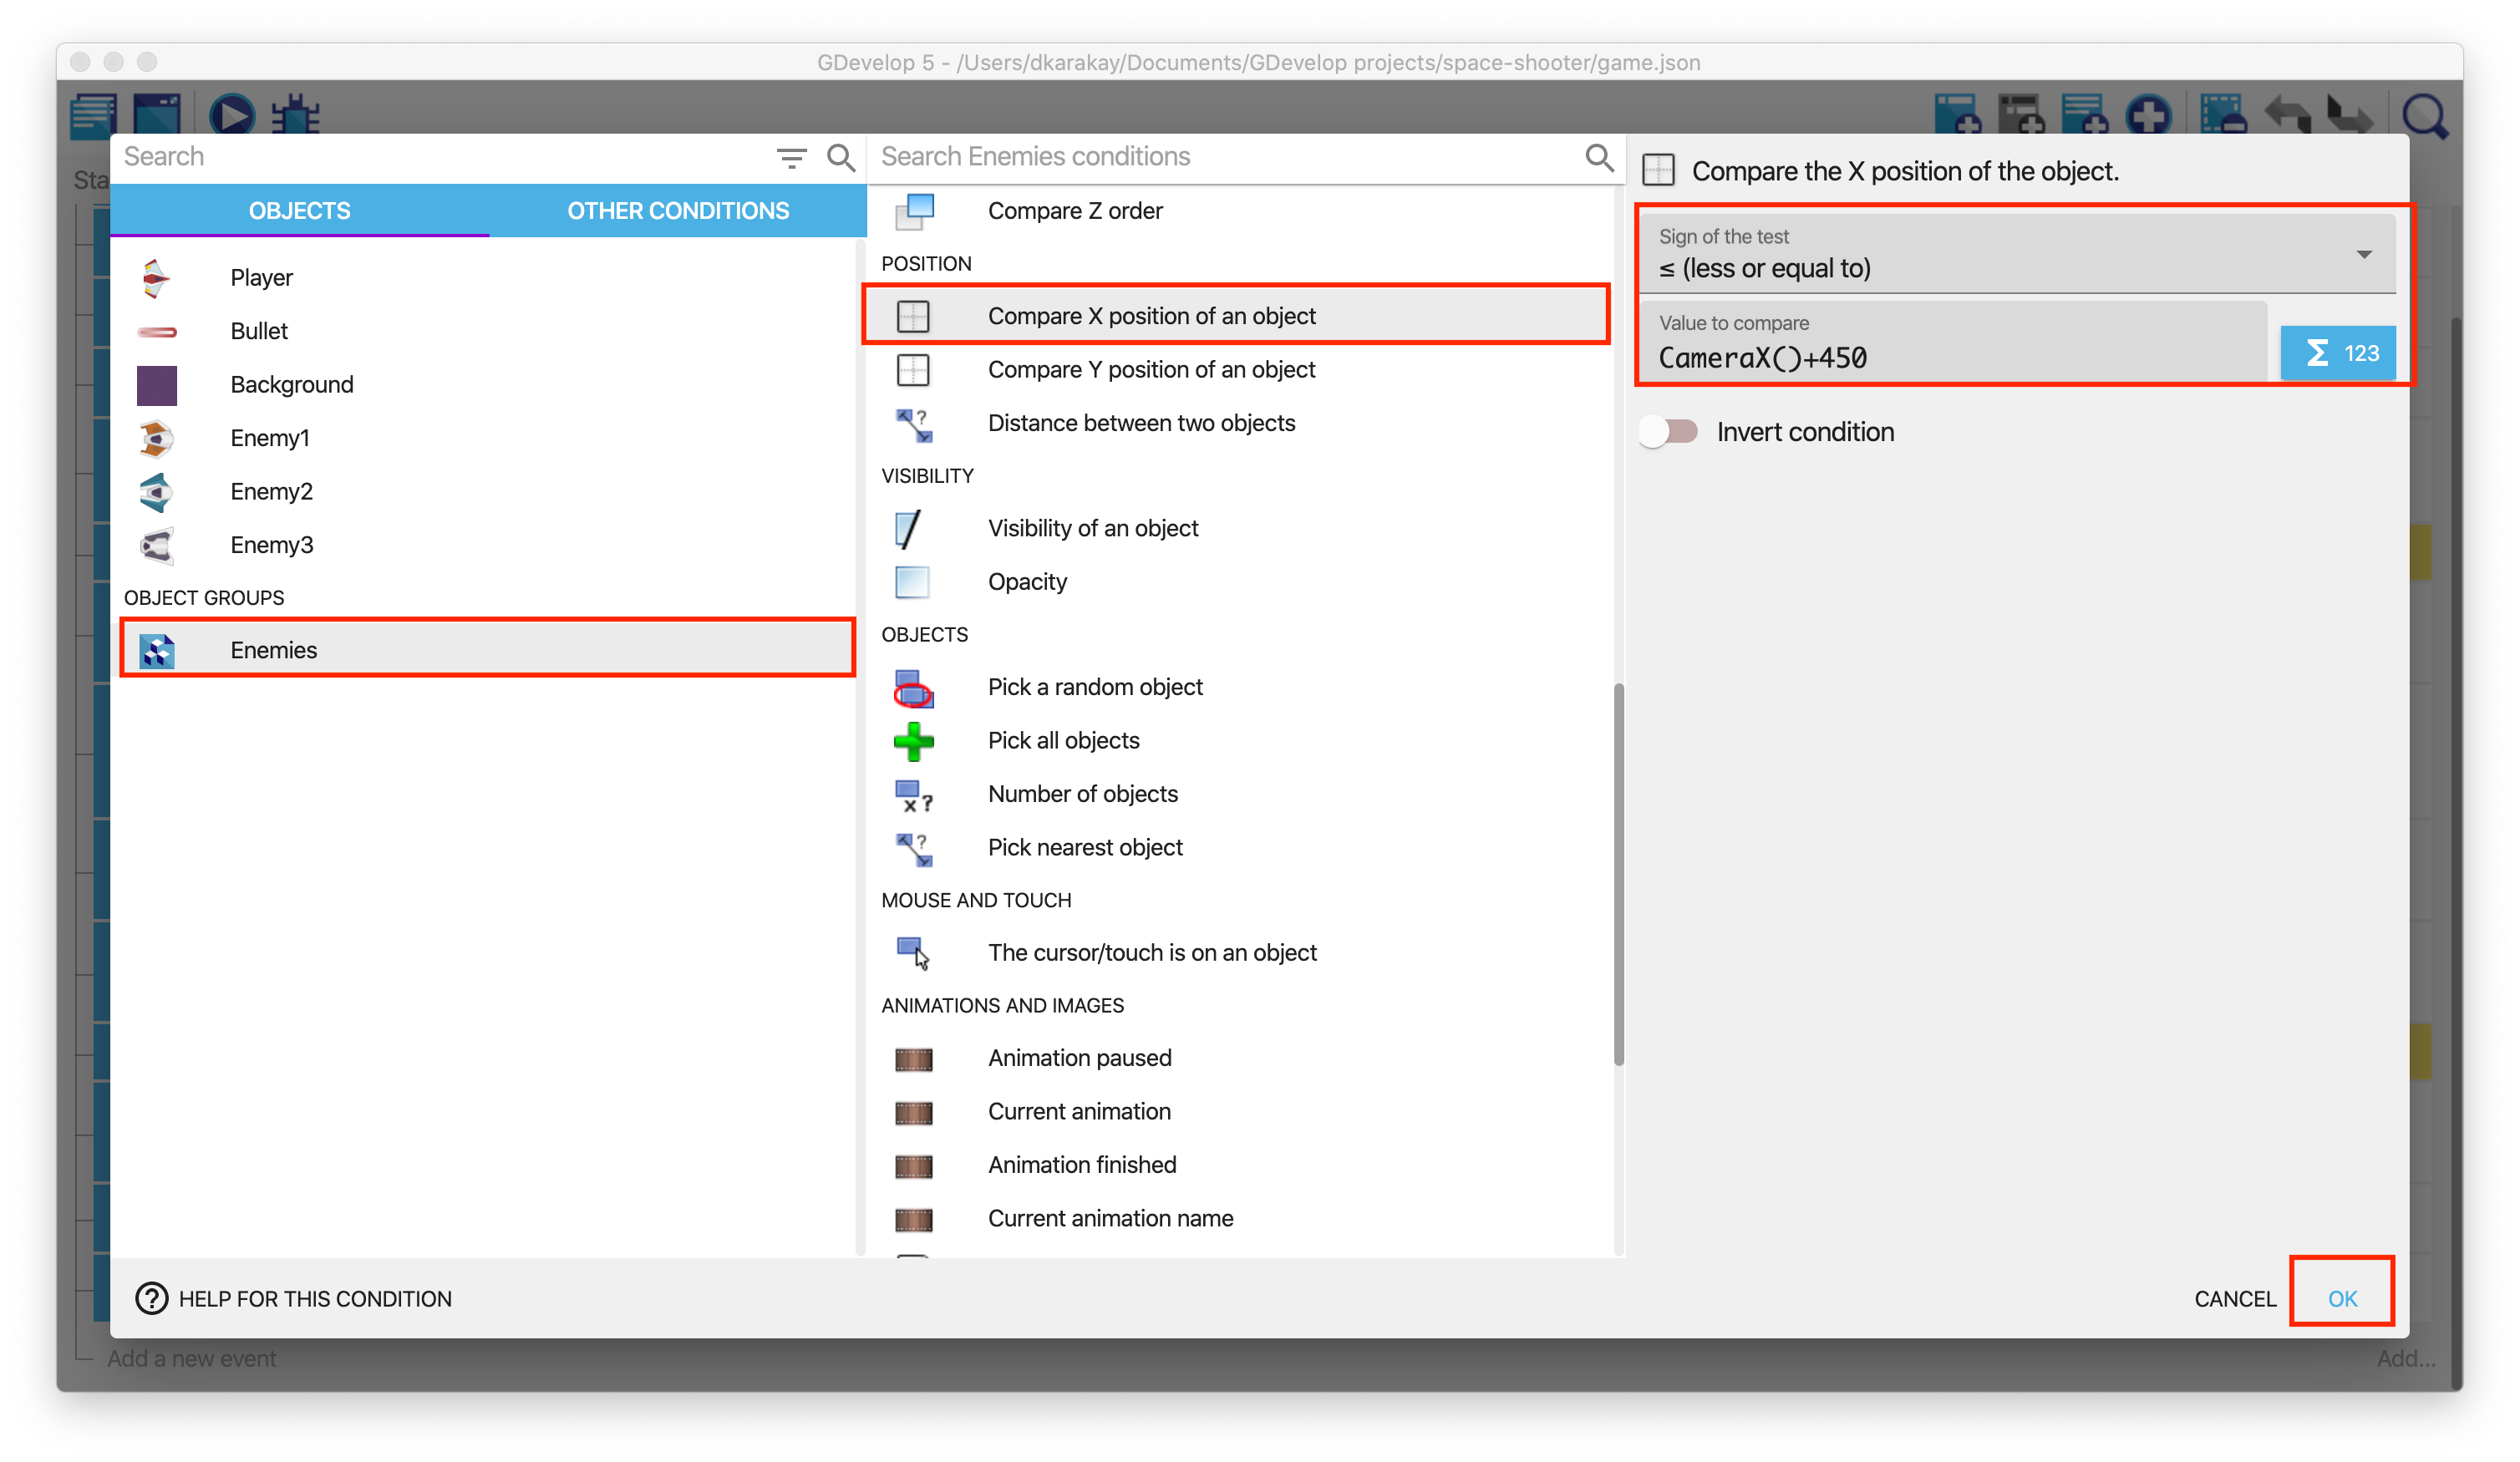 GDevelop 5 - /Users/dkarakay/Documents/GDevelop projects/space-shooter/game.json
Sta
Search
OBJECTS
OTHER CONDITIONS
Player
Bullet
Background
Enemy1
Enemy2
Enemy3
OBJECT GROUPS
Enemies
Search Enemies conditions
Compare Z order
POSITION
Compare X position of an object
Compare Y position of an object
Distance between two objects
VISIBILITY
Visibility of an object
Opacity
OBJECTS
Pick a random object
Pick all objects
Number of objects
Pick nearest object
MOUSE AND TOUCH
The cursor/touch is on an object
ANIMATIONS AND IMAGES
Animation paused
Current animation
Animation finished
Current animation name
Compare the X position of the object.
Sign of the test
≤ (less or equal to)
Value to compare
CameraX()+450
Σ 123
Invert condition
HELP FOR THIS CONDITION
CANCEL
OK
Add a new event
Add...